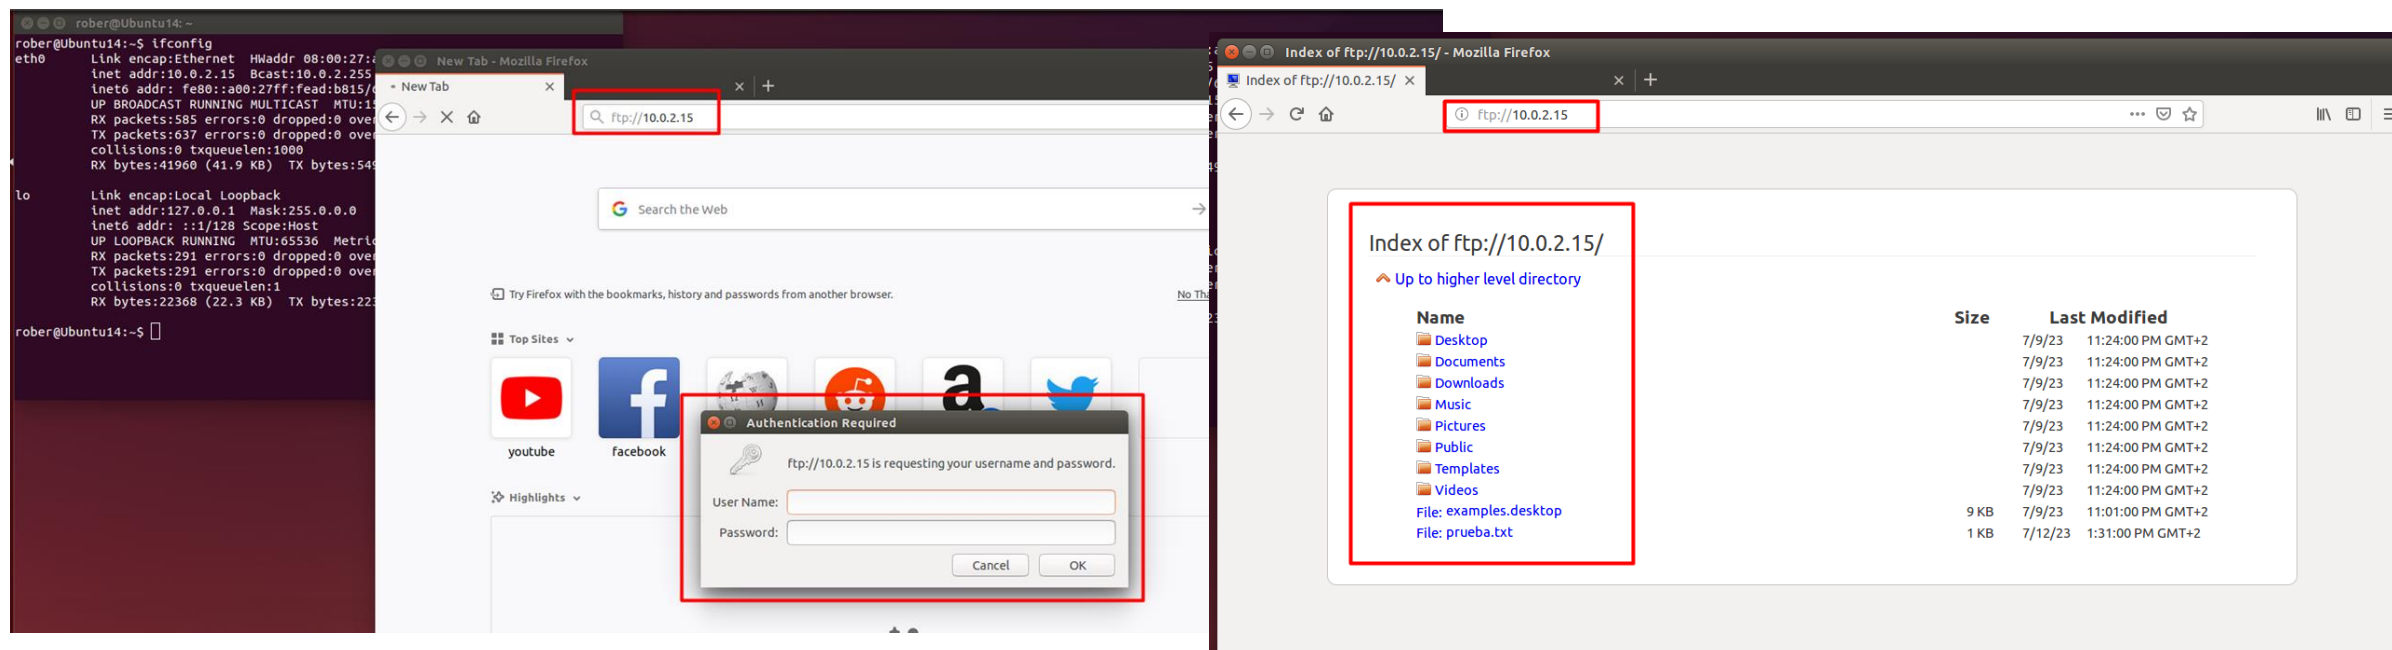 rober@Ubuntu14: ~
rober@Ubuntu14:~$ ifconfig
eth0 Link encap:Ethernet HWaddr 08:00:27:a
inet addr:10.0.2.15 Bcast:10.0.2.255
inet6 addr: fe80::a00:27ff:fead:b815/
UP BROADCAST RUNNING MULTICAST MTU:15
RX packets:585 errors:0 dropped:0 over
TX packets:637 errors:0 dropped:0 over
collisions:0 txqueuelen:1000
RX bytes:41960 (41.9 KB) TX bytes:549
lo Link encap:Local Loopback
inet addr:127.0.0.1 Mask:255.0.0.0
inet6 addr: ::1/128 Scope:Host
UP LOOPBACK RUNNING MTU:65536 Metric
RX packets:291 errors:0 dropped:0 over
TX packets:291 errors:0 dropped:0 over
collisions:0 txqueuelen:1
RX bytes:22368 (22.3 KB) TX bytes:223
rober@Ubuntu14:~$
New Tab - Mozilla Firefox
New Tab
ftp://10.0.2.15
Search the Web
Try Firefox with the bookmarks, history and passwords from another browser.
No Tha
Top Sites
youtube
facebook
Highlights
Authentication Required
ftp://10.0.2.15 is requesting your username and password.
User Name:
Password:
Cancel OK
Index of ftp://10.0.2.15/ - Mozilla Firefox
Index of ftp://10.0.2.15/
ftp://10.0.2.15
Index of ftp://10.0.2.15/
Up to higher level directory
Name Size Last Modified
Desktop 7/9/23 11:24:00 PM GMT+2
Documents 7/9/23 11:24:00 PM GMT+2
Downloads 7/9/23 11:24:00 PM GMT+2
Music 7/9/23 11:24:00 PM GMT+2
Pictures 7/9/23 11:24:00 PM GMT+2
Public 7/9/23 11:24:00 PM GMT+2
Templates 7/9/23 11:24:00 PM GMT+2
Videos 7/9/23 11:24:00 PM GMT+2
File: examples.desktop 9 KB 7/9/23 11:01:00 PM GMT+2
File: prueba.txt 1 KB 7/12/23 1:31:00 PM GMT+2